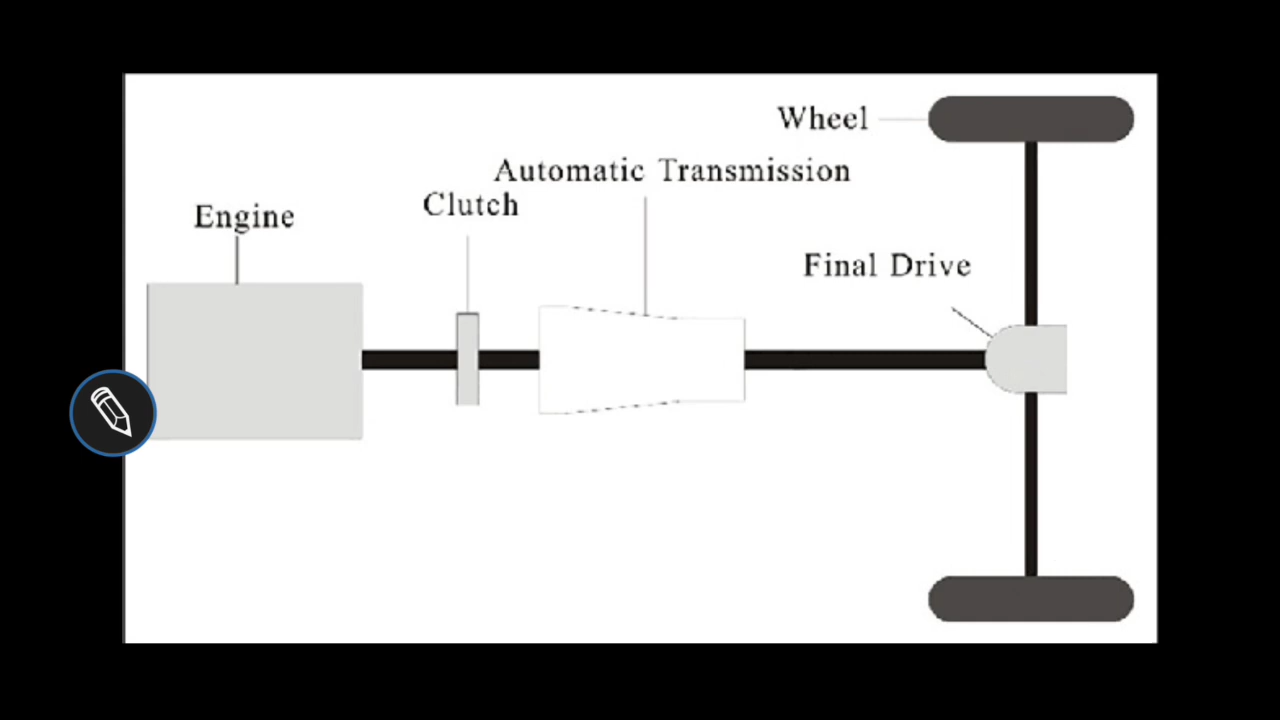 Wheel
Automatic Transmission
Clutch
Engine
Final Drive